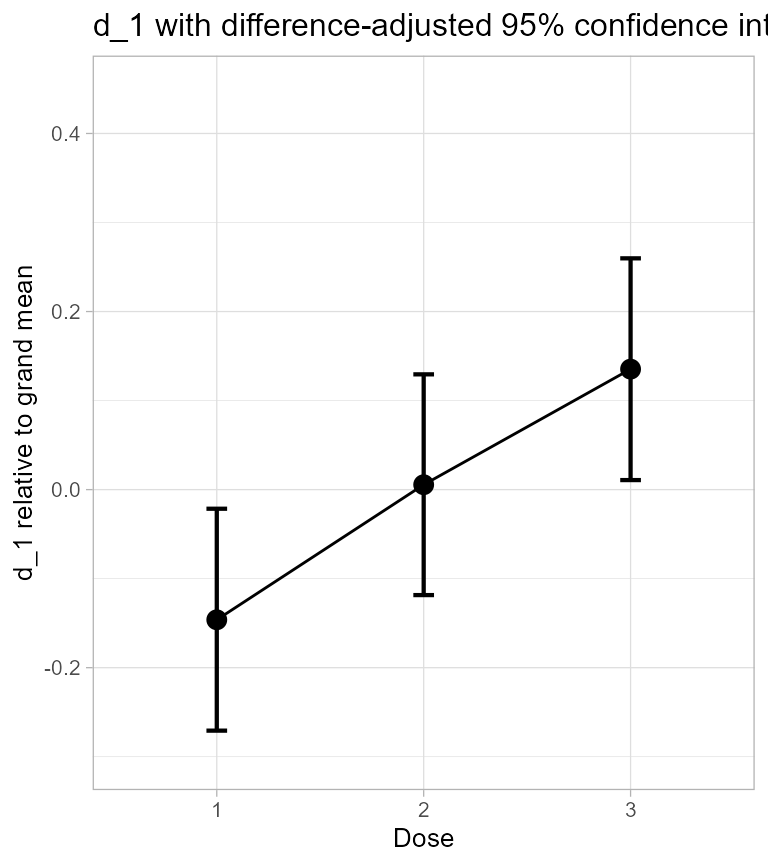 d_1 with difference-adjusted 95% confidence int
0.4
0.2
0.0
-0.2
d_1 relative to grand mean
1 2 3
Dose